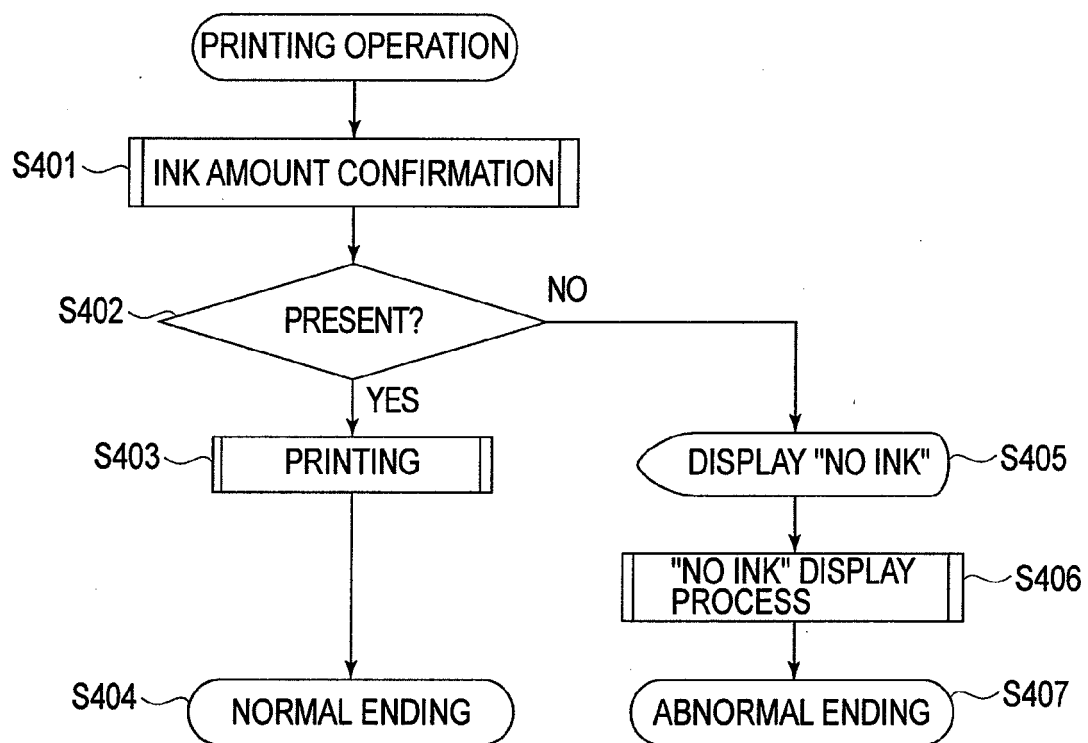 PRINTING OPERATION
S401
INK AMOUNT CONFIRMATION
S402
PRESENT?
NO
YES
S403
PRINTING
DISPLAY "NO INK"
S405
"NO INK" DISPLAY
PROCESS
S406
S404
NORMAL ENDING
ABNORMAL ENDING
S407